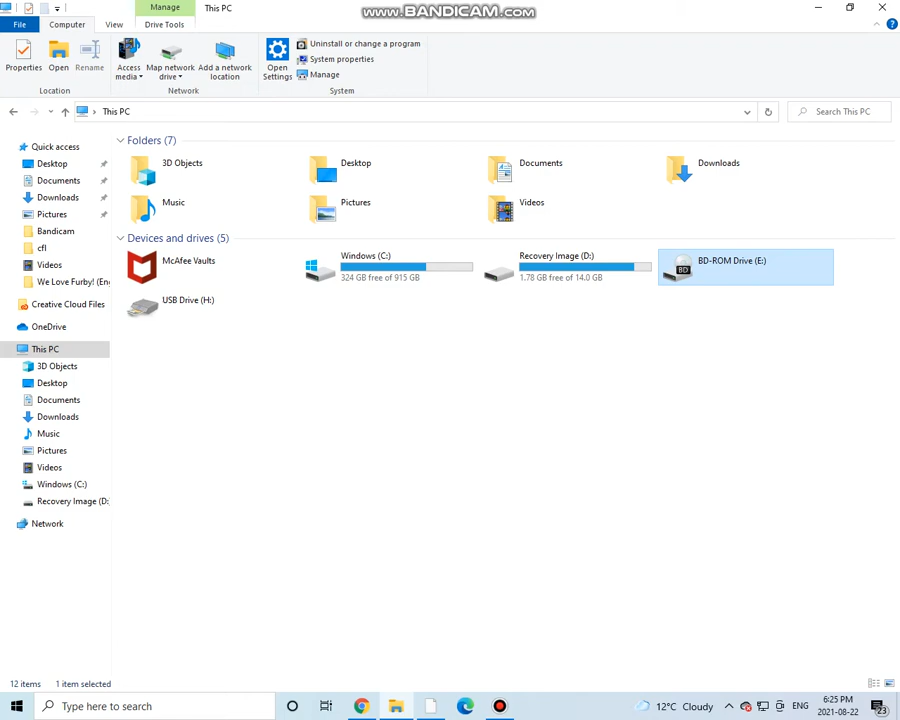 Manage
This PC
www.BANDICAM.com
File
Computer
View
Drive Tools
Properties
Open
Rename
Access media
Map network drive
Add a network location
Open Settings
Uninstall or change a program
System properties
Manage
Location
Network
System
This PC
Search This PC
Quick access
Desktop
Documents
Downloads
Pictures
Bandicam
cfl
Videos
We Love Furby! (Eng
Creative Cloud Files
OneDrive
This PC
3D Objects
Desktop
Documents
Downloads
Music
Pictures
Videos
Windows (C:)
Recovery Image (D:
Network
Folders (7)
3D Objects
Desktop
Documents
Downloads
Music
Pictures
Videos
Devices and drives (5)
McAfee Vaults
Windows (C:)
324 GB free of 915 GB
Recovery Image (D:)
1.78 GB free of 14.0 GB
BD
BD-ROM Drive (E:)
USB Drive (H:)
12 items
1 item selected
Type here to search
12°C Cloudy
ENG
6:25 PM
2021-08-22
23